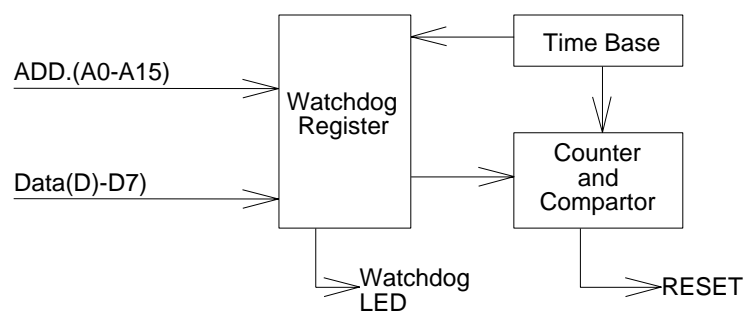 Time Base
ADD.(A0-A15)
Watchdog
Register
Counter
and
Compartor
Data(D)-D7)
Watchdog
LED
RESET